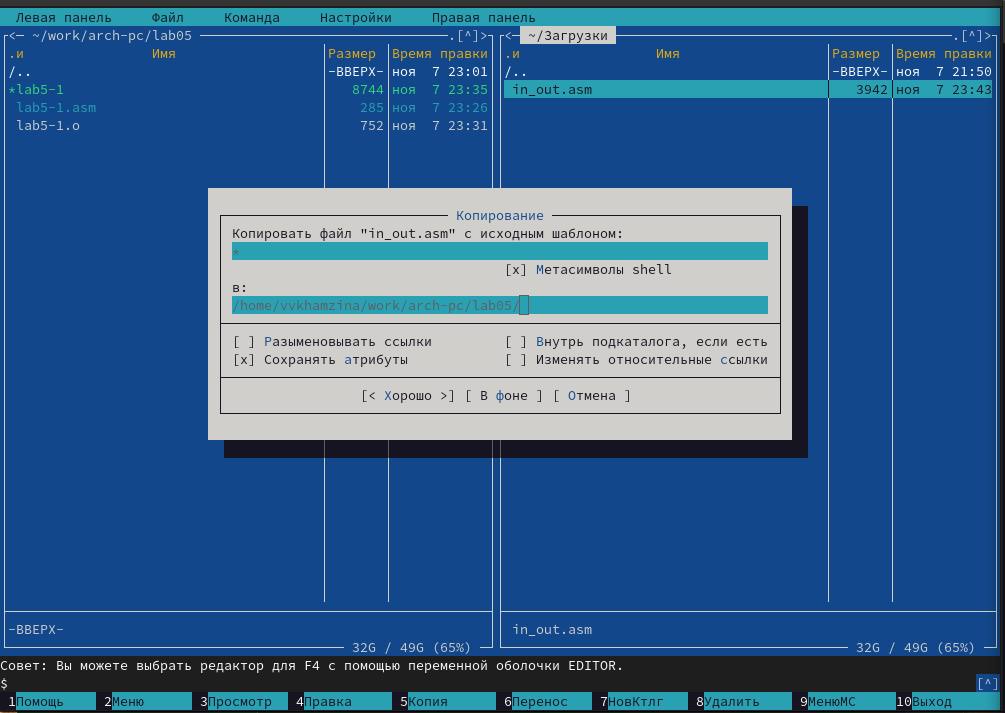 Левая панель Файл Команда Настройки Правая панель
<─ ~/work/arch-pc/lab05 .[^]> <─ ~/Загрузки .[^]>
.и Имя Размер Время правки .и Имя Размер Время правки
/.. -ВВЕРХ- ноя 7 23:01 /.. -ВВЕРХ- ноя 7 21:50
*lab5-1 8744 ноя 7 23:35 in_out.asm 3942 ноя 7 23:43
lab5-1.asm 285 ноя 7 23:26
lab5-1.o 752 ноя 7 23:31
Копирование
Копировать файл "in_out.asm" с исходным шаблоном:
*
[x] Метасимволы shell
в:
/home/vvkhamzina/work/arch-pc/lab05/
[ ] Разыменовывать ссылки [ ] Внутрь подкаталога, если есть
[x] Сохранять атрибуты [ ] Изменять относительные ссылки
[< Хорошо >] [ В фоне ] [ Отмена ]
-ВВЕРХ- in_out.asm
32G / 49G (65%) 32G / 49G (65%)
Совет: Вы можете выбрать редактор для F4 с помощью переменной оболочки EDITOR.
$ [^]
1Помощь 2Меню 3Просмотр 4Правка 5Копия 6Перенос 7НовКтлг 8Удалить 9МенюMC 10Выход